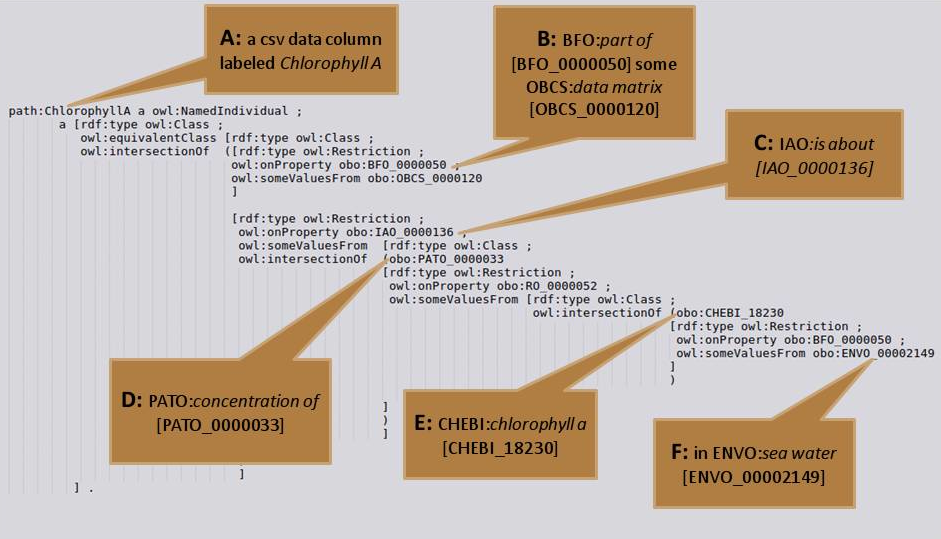 A: a csv data column
labeled Chlorophyll A
B: BFO:part of
[BFO_0000050] some
OBCS:data matrix
[OBCS_0000120]
path:ChlorophyllA a owl:NamedIndividual ;
a [rdf:type owl:Class ;
owl:equivalentClass [rdf:type owl:Class ;
owl:intersectionOf ([rdf:type owl:Restriction ;
owl:onProperty obo:BFO_0000050 ;
owl:someValuesFrom obo:OBCS_0000120
]
C: IAO:is about
[IAO_0000136]
[rdf:type owl:Restriction ;
owl:onProperty obo:IAO_0000136 ;
owl:someValuesFrom [rdf:type owl:Class ;
owl:intersectionOf (obo:PATO_0000033
[rdf:type owl:Restriction ;
owl:onProperty obo:RO_0000052 ;
owl:someValuesFrom [rdf:type owl:Class ;
owl:intersectionOf (obo:CHEBI_18230
[rdf:type owl:Restriction ;
owl:onProperty obo:BFO_0000050 ;
owl:someValuesFrom obo:ENVO_00002149
]
)
D: PATO:concentration of
[PATO_0000033]
]
)
]
E: CHEBI:chlorophyll a
[CHEBI_18230]
F: in ENVO:sea water
[ENVO_00002149]
]
] .